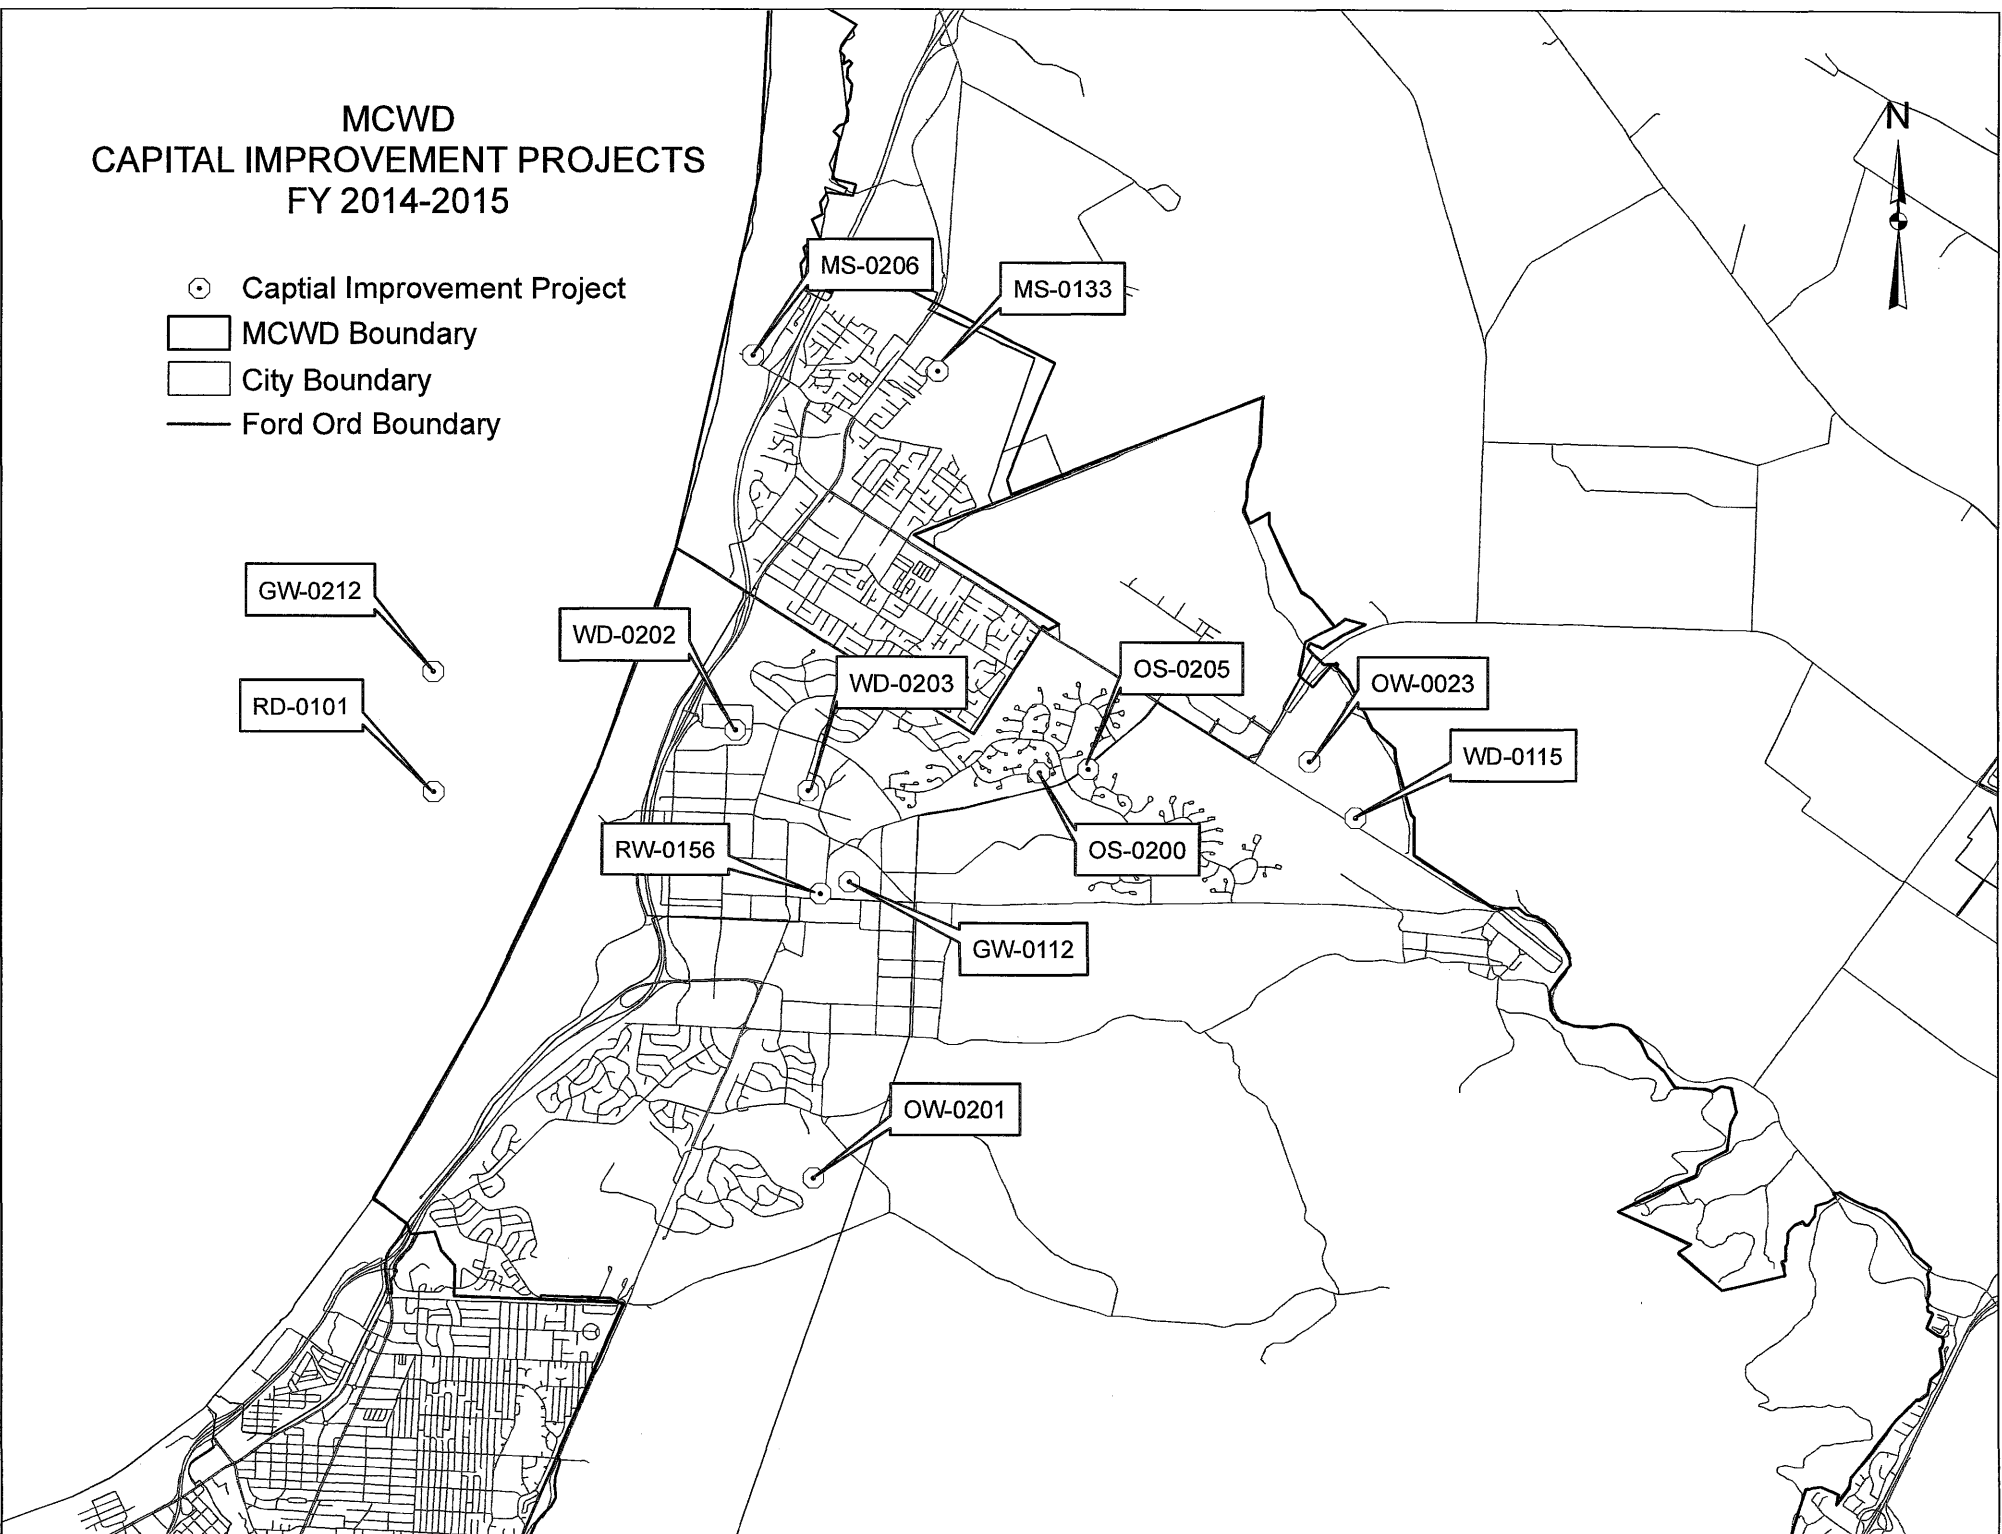 MCWD
CAPITAL IMPROVEMENT PROJECTS
FY 2014-2015
N
Captial Improvement Project
MCWD Boundary
City Boundary
Ford Ord Boundary
MS-0206
MS-0133
GW-0212
WD-0202
RD-0101
WD-0203
OS-0205
OW-0023
WD-0115
RW-0156
OS-0200
GW-0112
OW-0201